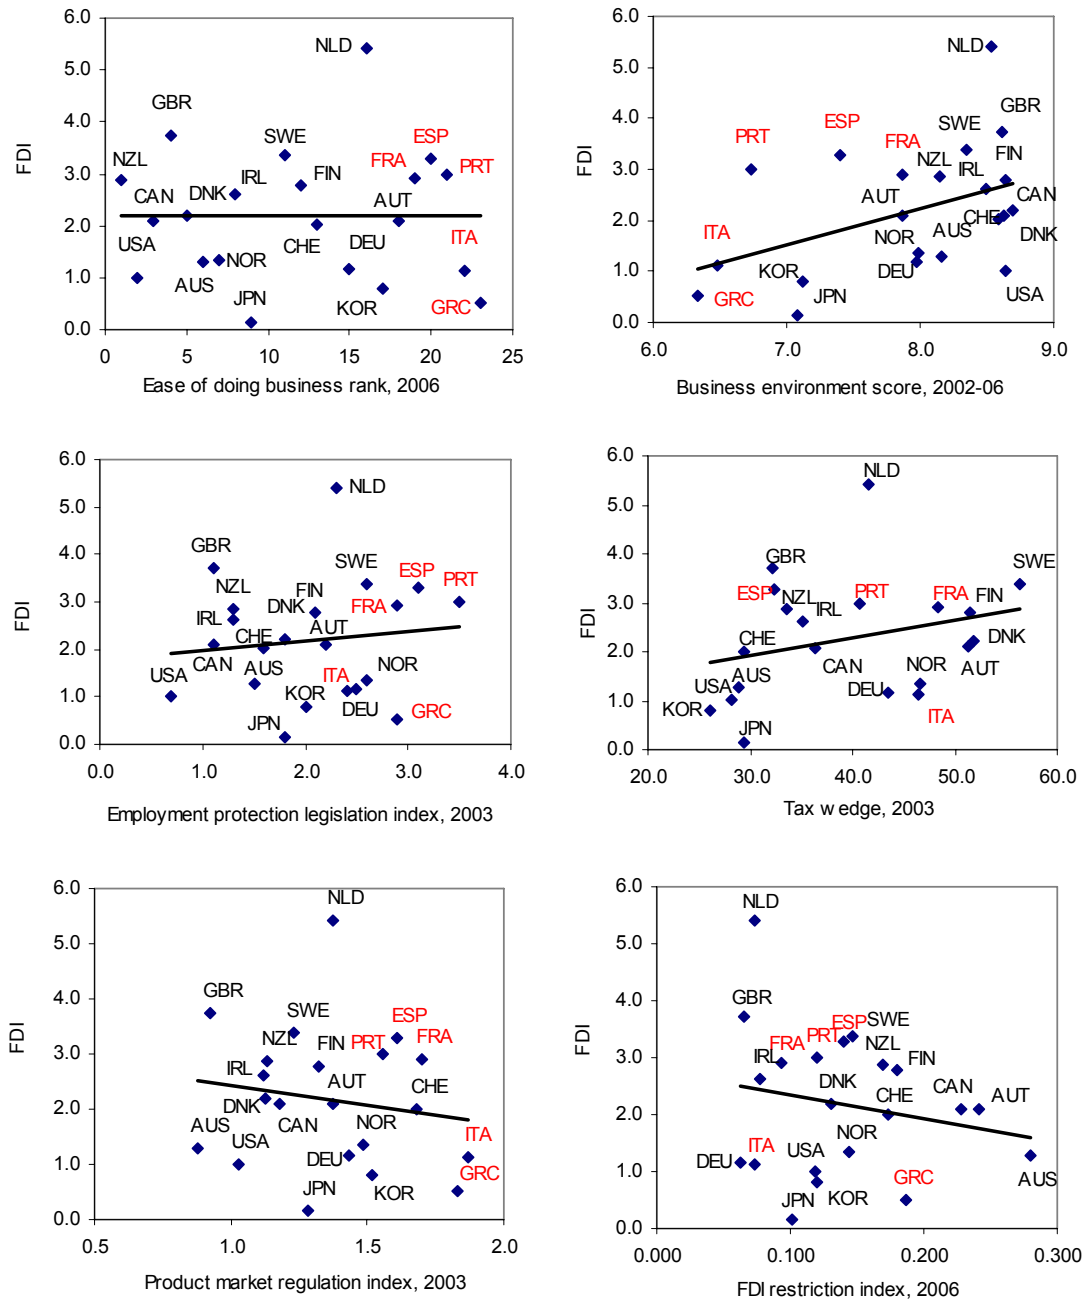 6.0
5.0
4.0
3.0
2.0
1.0
0.0
FDI
NLD
GBR
SWE
ESP
FRA
PRT
NZL
CAN
DNK
IRL
FIN
AUT
USA
AUS
NOR
CHE
DEU
ITA
JPN
KOR
GRC
0
5
10
15
20
25
Ease of doing business rank, 2006
6.0
5.0
4.0
3.0
2.0
1.0
0.0
FDI
NLD
GBR
SWE
ESP
PRT
FRA
NZL
IRL
FIN
AUT
CAN
CHE
DNK
ITA
NOR
AUS
KOR
DEU
USA
GRC
JPN
6.0
7.0
8.0
9.0
Business environment score, 2002-06
6.0
5.0
4.0
3.0
2.0
1.0
0.0
FDI
NLD
GBR
SWE
ESP
PRT
NZL
FIN
DNK
FRA
IRL
CHE
AUT
CAN
AUS
USA
ITA
NOR
KOR
DEU
GRC
JPN
0.0
1.0
2.0
3.0
4.0
Employment protection legislation index, 2003
6.0
5.0
4.0
3.0
2.0
1.0
0.0
FDI
NLD
GBR
SWE
ESP
NZL
PRT
FRA
FIN
IRL
CHE
DNK
AUS
CAN
NOR
AUT
USA
DEU
KOR
ITA
JPN
20.0
30.0
40.0
50.0
60.0
Tax wedge, 2003
6.0
5.0
4.0
3.0
2.0
1.0
0.0
FDI
NLD
GBR
SWE
ESP
NZL
FIN
PRT
FRA
IRL
AUT
CHE
DNK
AUS
USA
CAN
NOR
ITA
DEU
GRC
JPN
KOR
0.5
1.0
1.5
2.0
Product market regulation index, 2003
6.0
5.0
4.0
3.0
2.0
1.0
0.0
FDI
NLD
GBR
ESP
SWE
PRT
FRA
IRL
NZL
FIN
DNK
CHE
CAN
AUT
DEU
ITA
USA
NOR
GRC
AUS
JPN
KOR
0.000
0.100
0.200
0.300
FDI restriction index, 2006